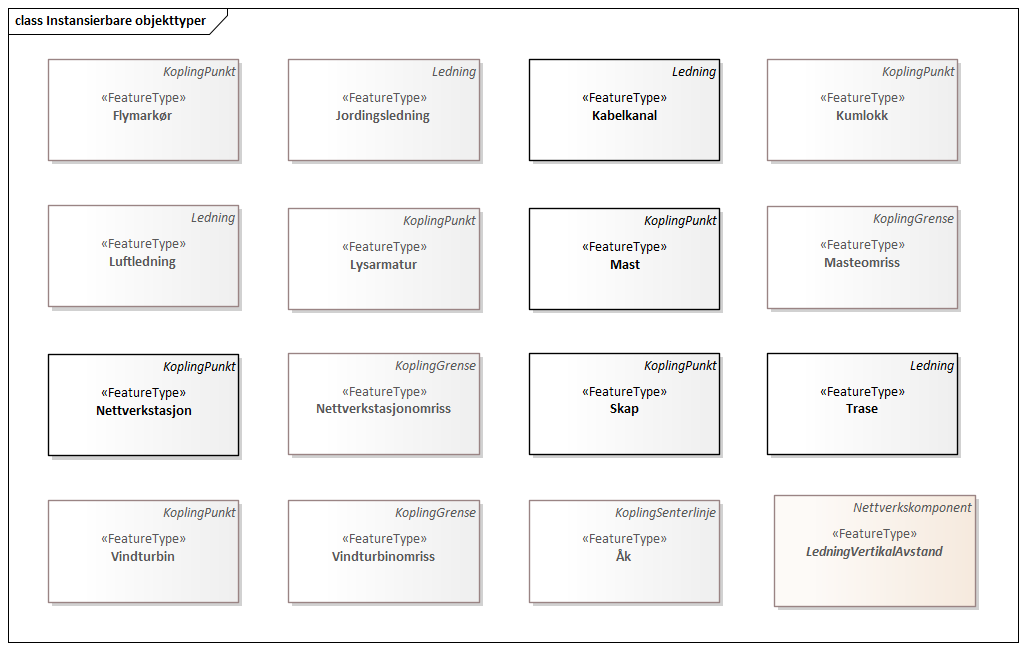 class Instansierbare objekttyper
KoplingPunkt
«FeatureType»
Flymarkør
Ledning
«FeatureType»
Jordingsledning
Ledning
«FeatureType»
Kabelkanal
KoplingPunkt
«FeatureType»
Kumlokk
Ledning
«FeatureType»
Luftledning
KoplingPunkt
«FeatureType»
Lysarmatur
KoplingPunkt
«FeatureType»
Mast
KoplingGrense
«FeatureType»
Masteomriss
KoplingPunkt
«FeatureType»
Nettverkstasjon
KoplingGrense
«FeatureType»
Nettverkstasjonomriss
KoplingPunkt
«FeatureType»
Skap
Ledning
«FeatureType»
Trase
KoplingPunkt
«FeatureType»
Vindturbin
KoplingGrense
«FeatureType»
Vindturbinomriss
KoplingSenterlinje
«FeatureType»
Åk
Nettverkskomponent
«FeatureType»
LedningVertikalAvstand